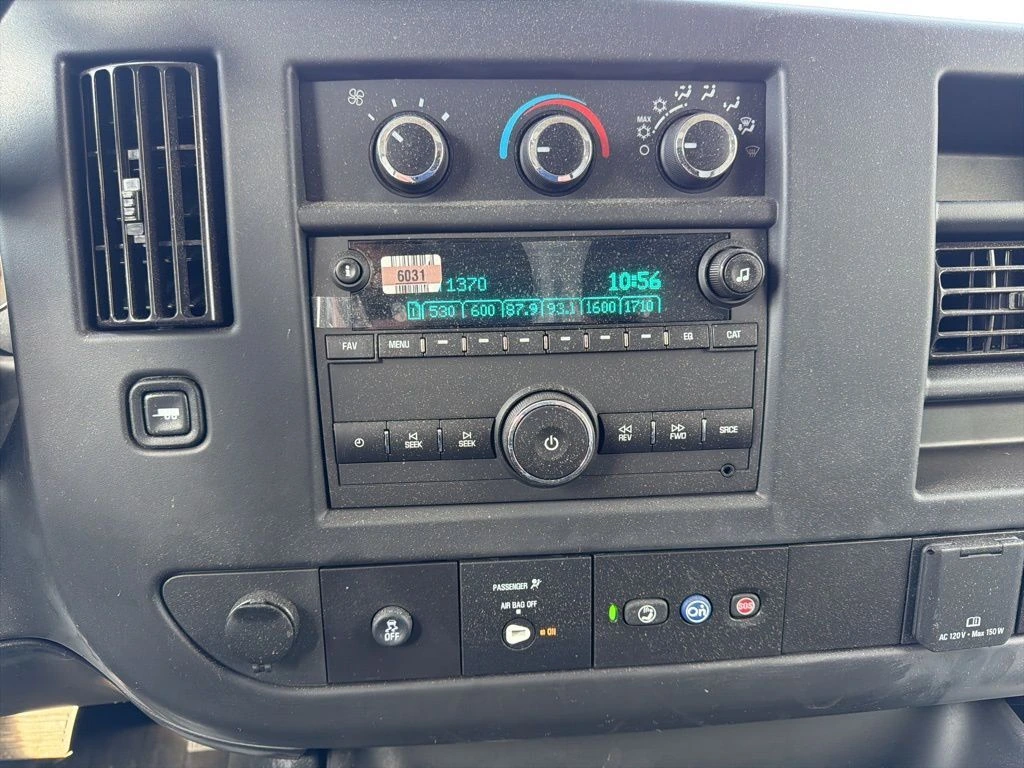 MAX
6031
1370
10:56
1 530 600 87.9 93.1 1600 1710
FAV MENU EQ CAT
SEEK SEEK REV FWD SRCE
PASSENGER
AIR BAG OFF
ON
OFF
on
SOS
AC 120 V • Max 150 W